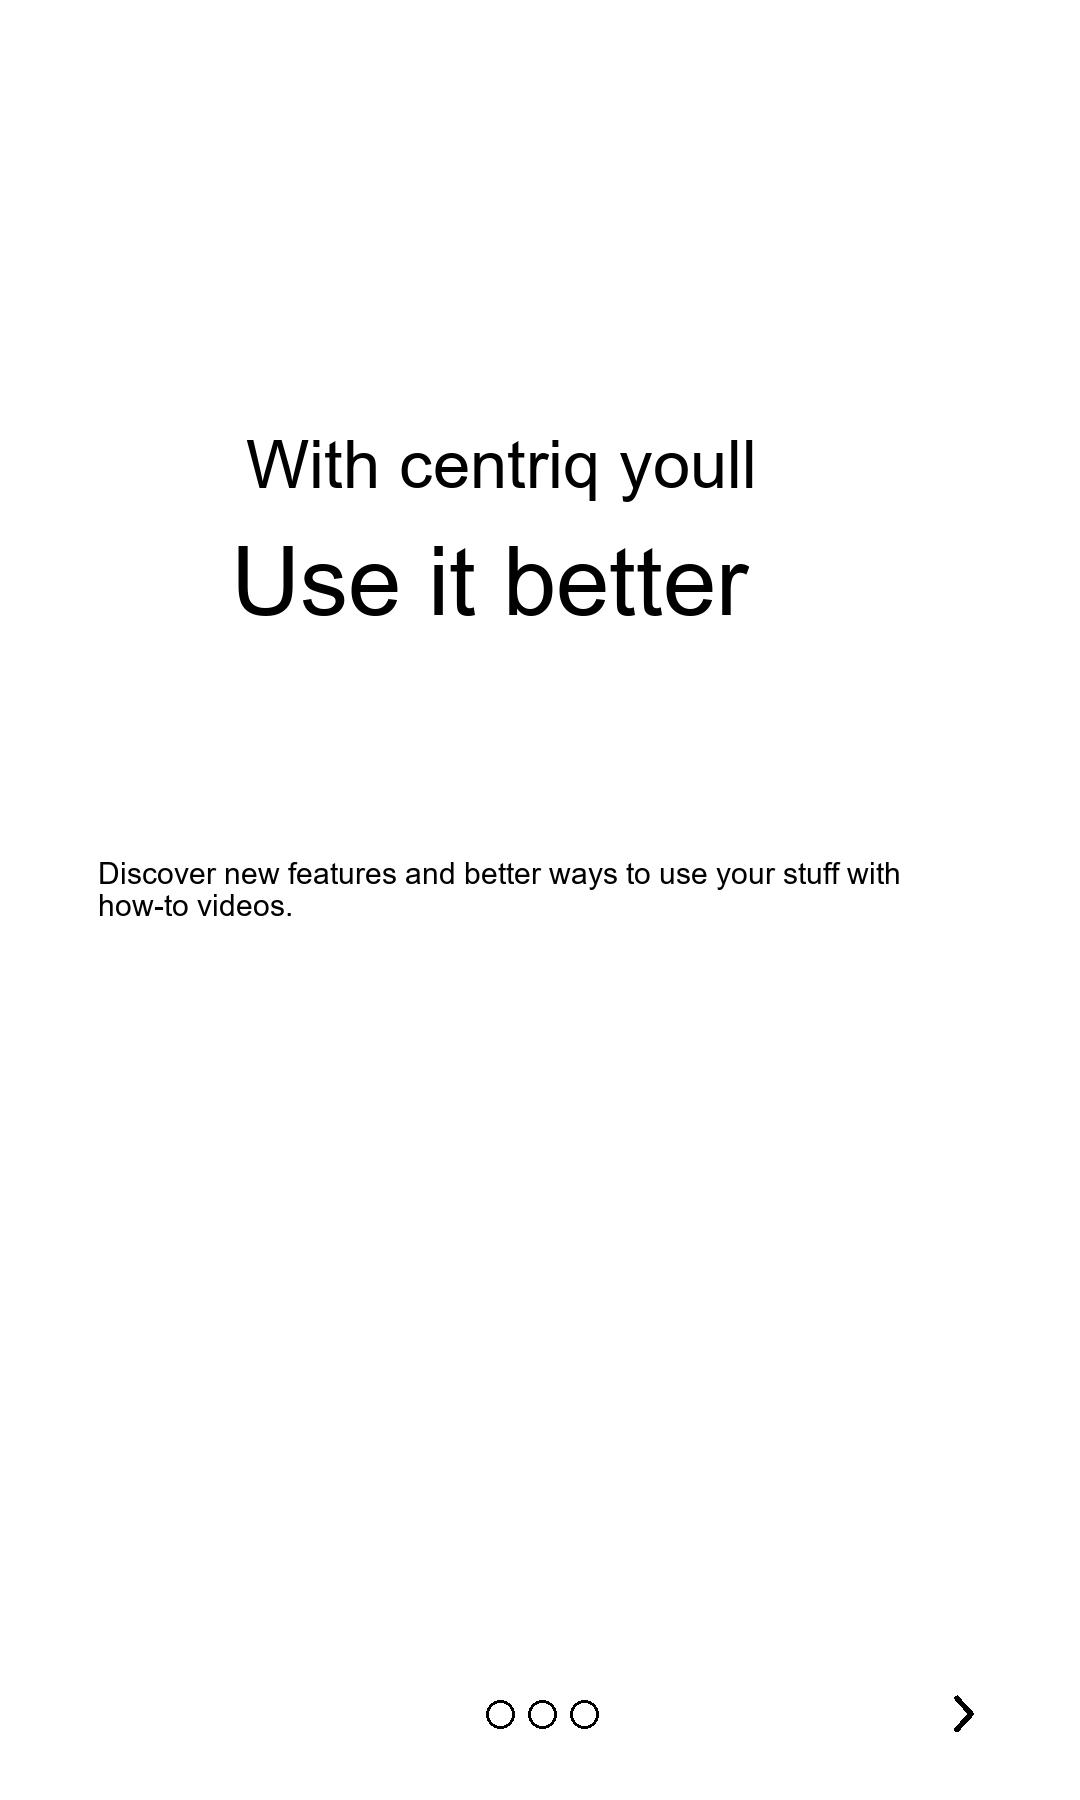 With centriq youll
Use it better
Discover new features and better ways to use your stuff with
how-to videos.